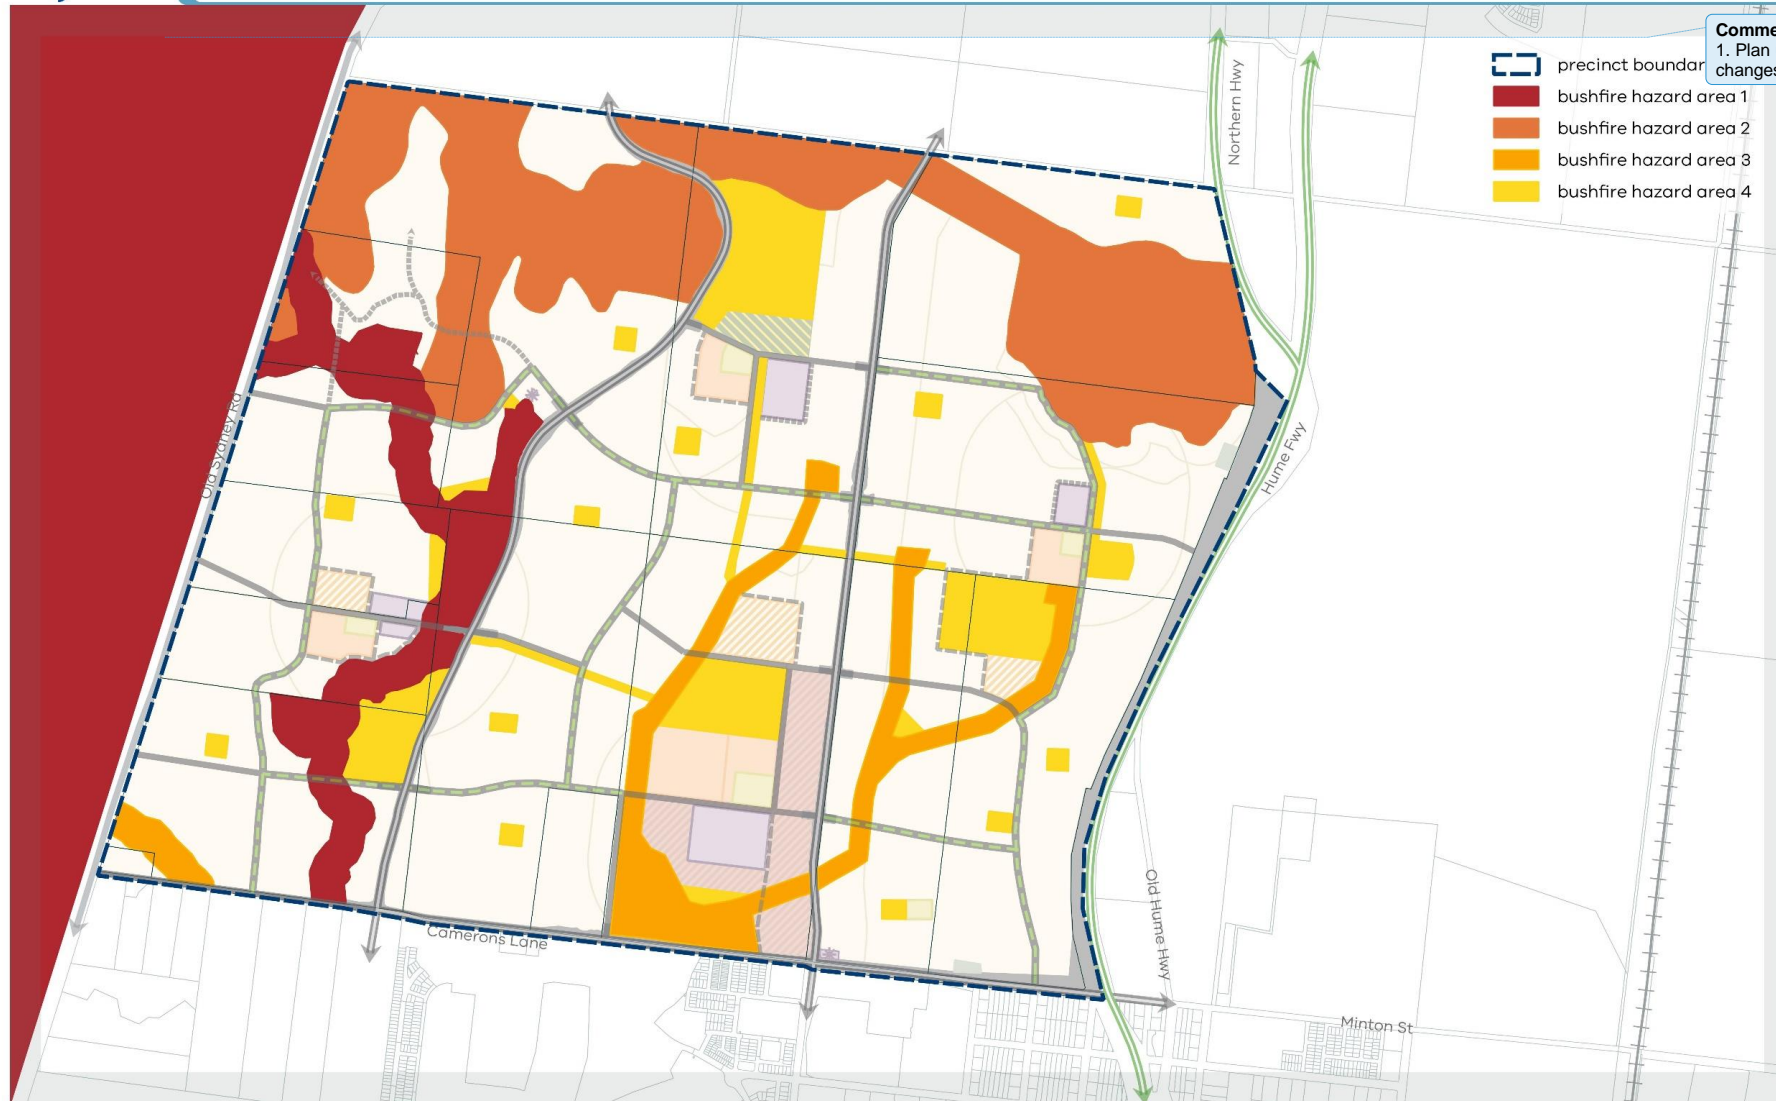 Comme
1. Plan
changes
precinct boundar
bushfire hazard area 1
bushfire hazard area 2
bushfire hazard area 3
bushfire hazard area 4
Northern Hwy
Old Sydney Rd
Hume Fwy
Old Hume Hwy
Camerons Lane
Minton St